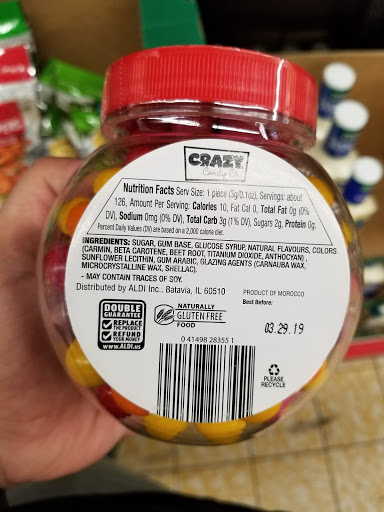 CRAZY
Candy Co.
Nutrition Facts Serv Size: 1 piece (3g/0.1oz), Servings: about
126, Amount Per Serving: Calories 10, Fat Cal 0, Total Fat 0g (0%
DV), Sodium 0mg (0% DV), Total Carb 3g (1% DV), Sugars 2g, Protein 0g.
Percent Daily Values (DV) are based on a 2,000 calorie diet.
INGREDIENTS: SUGAR, GUM BASE, GLUCOSE SYRUP, NATURAL FLAVOURS, COLORS
(CARMIN, BETA CAROTENE, BEET ROOT, TITANIUM DIOXIDE, ANTHOCYAN) ,
SUNFLOWER LECITHIN, GUM ARABIC, GLAZING AGENTS (CARNAUBA WAX,
MICROCRYSTALLINE WAX, SHELLAC).
- MAY CONTAIN TRACES OF SOY.
Distributed by ALDI Inc., Batavia, IL 60510
PRODUCT OF MOROCCO
Best Before:
03.29.19
DOUBLE
GUARANTEE
REPLACE
THE PRODUCT
REFUND
YOUR MONEY
WWW.ALDI.US
NATURALLY
GLUTEN FREE
FOOD
0 41498 28355 1
PLEASE
RECYCLE